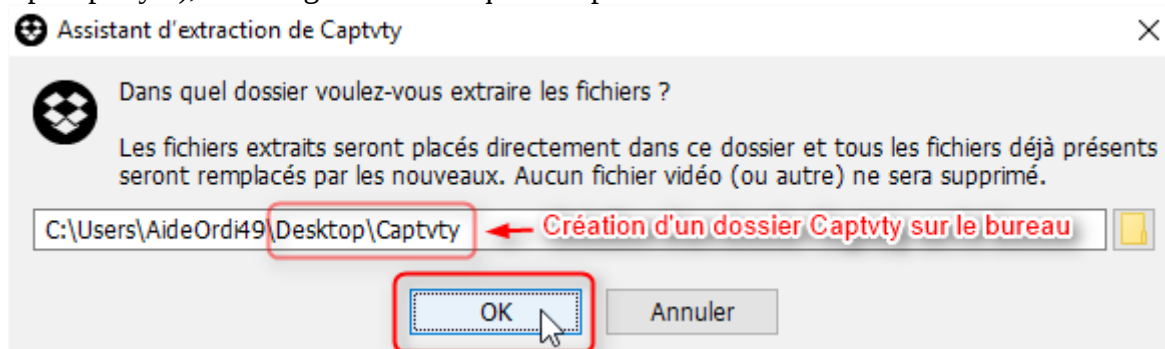 Assistant d'extraction de Captvty
Dans quel dossier voulez-vous extraire les fichiers ?
Les fichiers extraits seront placés directement dans ce dossier et tous les fichiers déjà présents
seront remplacés par les nouveaux. Aucun fichier vidéo (ou autre) ne sera supprimé.
C:\Users\AideOrdi49\Desktop\Captvty
Création d'un dossier Captvty sur le bureau
OK
Annuler